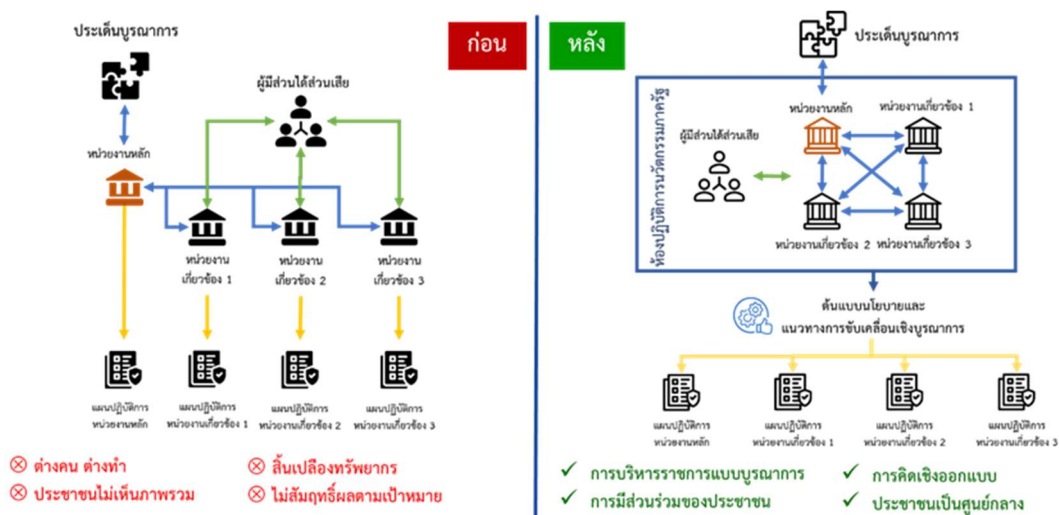 ก่อน
ประเด็นบูรณาการ
ผู้มีส่วนได้ส่วนเสีย
หน่วยงานหลัก
หน่วยงาน
เกี่ยวข้อง 1
หน่วยงาน
เกี่ยวข้อง 2
หน่วยงาน
เกี่ยวข้อง 3
แผนปฏิบัติการ
หน่วยงานหลัก
แผนปฏิบัติการ
หน่วยงานเกี่ยวข้อง 1
แผนปฏิบัติการ
หน่วยงานเกี่ยวข้อง 2
แผนปฏิบัติการ
หน่วยงานเกี่ยวข้อง 3
ต่างคน ต่างทำ
สิ้นเปลืองทรัพยากร
ประชาชนไม่เห็นภาพรวม
ไม่สัมฤทธิ์ผลตามเป้าหมาย
หลัง
ประเด็นบูรณาการ
ห้องปฏิบัติการนวัตกรรมภาครัฐ
หน่วยงานหลัก
หน่วยงานเกี่ยวข้อง 1
ผู้มีส่วนได้ส่วนเสีย
หน่วยงานเกี่ยวข้อง 2
หน่วยงานเกี่ยวข้อง 3
ต้นแบบนโยบายและ
แนวทางการขับเคลื่อนเชิงบูรณาการ
แผนปฏิบัติการ
หน่วยงานหลัก
แผนปฏิบัติการ
หน่วยงานเกี่ยวข้อง 1
แผนปฏิบัติการ
หน่วยงานเกี่ยวข้อง 2
แผนปฏิบัติการ
หน่วยงานเกี่ยวข้อง 3
การบริหารราชการแบบบูรณาการ
การคิดเชิงออกแบบ
การมีส่วนร่วมของประชาชน
ประชาชนเป็นศูนย์กลาง